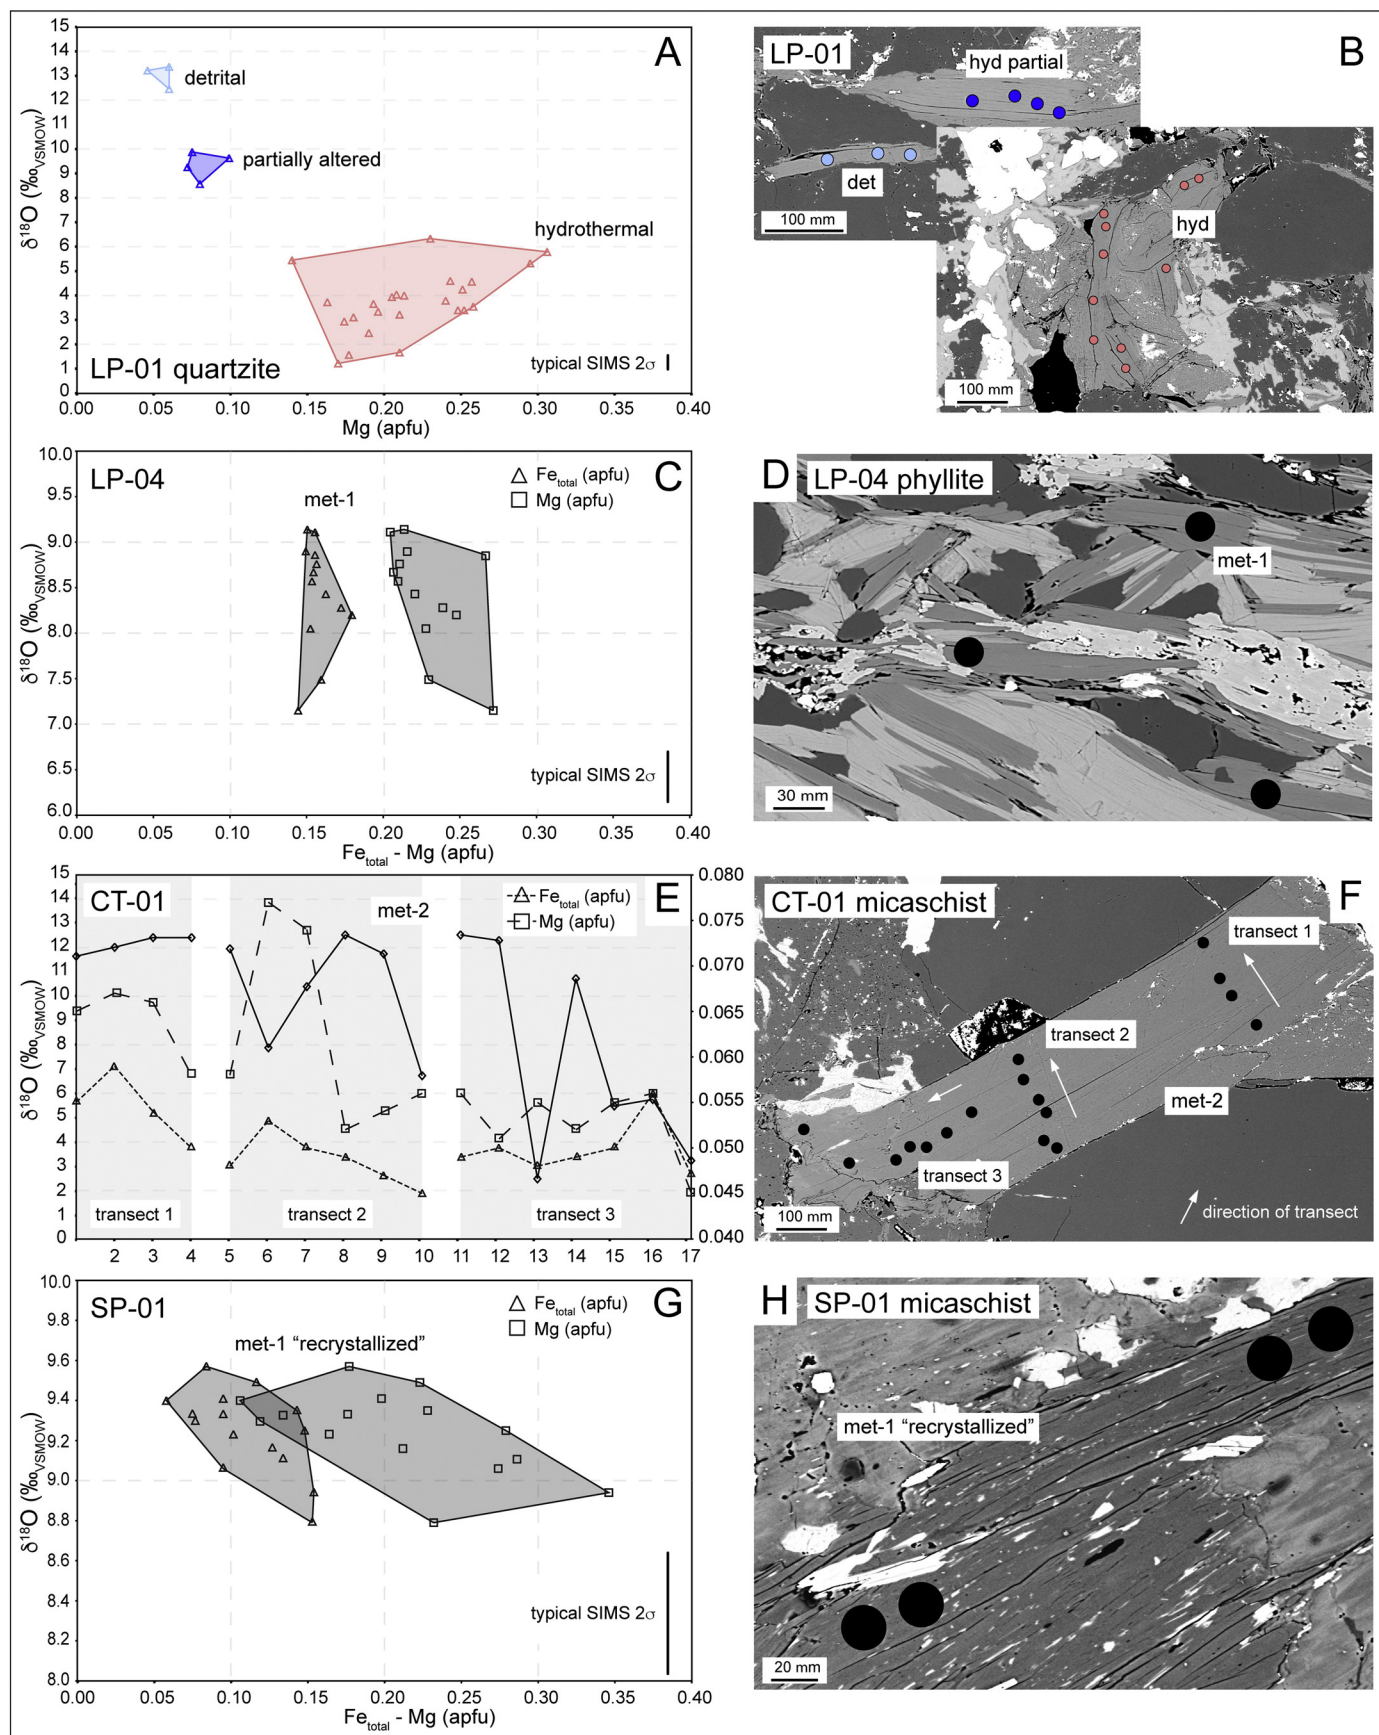 A
15
14
13
12
11
10
9
8
7
6
5
4
3
2
1
0
δ18O (‰VSMOW)
detrital
partially altered
hydrothermal
typical SIMS 2σ
LP-01 quartzite
0.00 0.05 0.10 0.15 0.20 0.25 0.30 0.35 0.40
Mg (apfu)
LP-01
B
hyd partial
det
hyd
100 mm
100 mm
LP-04
C
10.0
9.5
9.0
8.5
8.0
7.5
7.0
6.5
6.0
δ18O (‰VSMOW)
Fetotal (apfu)
Mg (apfu)
met-1
typical SIMS 2σ
0.00 0.05 0.10 0.15 0.20 0.25 0.30 0.35 0.40
Fetotal - Mg (apfu)
D
LP-04 phyllite
met-1
30 mm
CT-01
E
15
14
13
12
11
10
9
8
7
6
5
4
3
2
1
0
δ18O (‰VSMOW)
met-2
Fetotal (apfu)
Mg (apfu)
0.080
0.075
0.070
0.065
0.060
0.055
0.050
0.045
0.040
transect 1
transect 2
transect 3
2 3 4 5 6 7 8 9 10 11 12 13 14 15 16 17
CT-01 micaschist
F
transect 1
transect 2
met-2
transect 3
100 mm
direction of transect
SP-01
G
10.0
9.8
9.6
9.4
9.2
9.0
8.8
8.6
8.4
8.2
8.0
δ18O (‰VSMOW)
Fetotal (apfu)
Mg (apfu)
met-1 “recrystallized”
typical SIMS 2σ
0.00 0.05 0.10 0.15 0.20 0.25 0.30 0.35 0.40
Fetotal - Mg (apfu)
H
SP-01 micaschist
met-1 “recrystallized”
20 mm